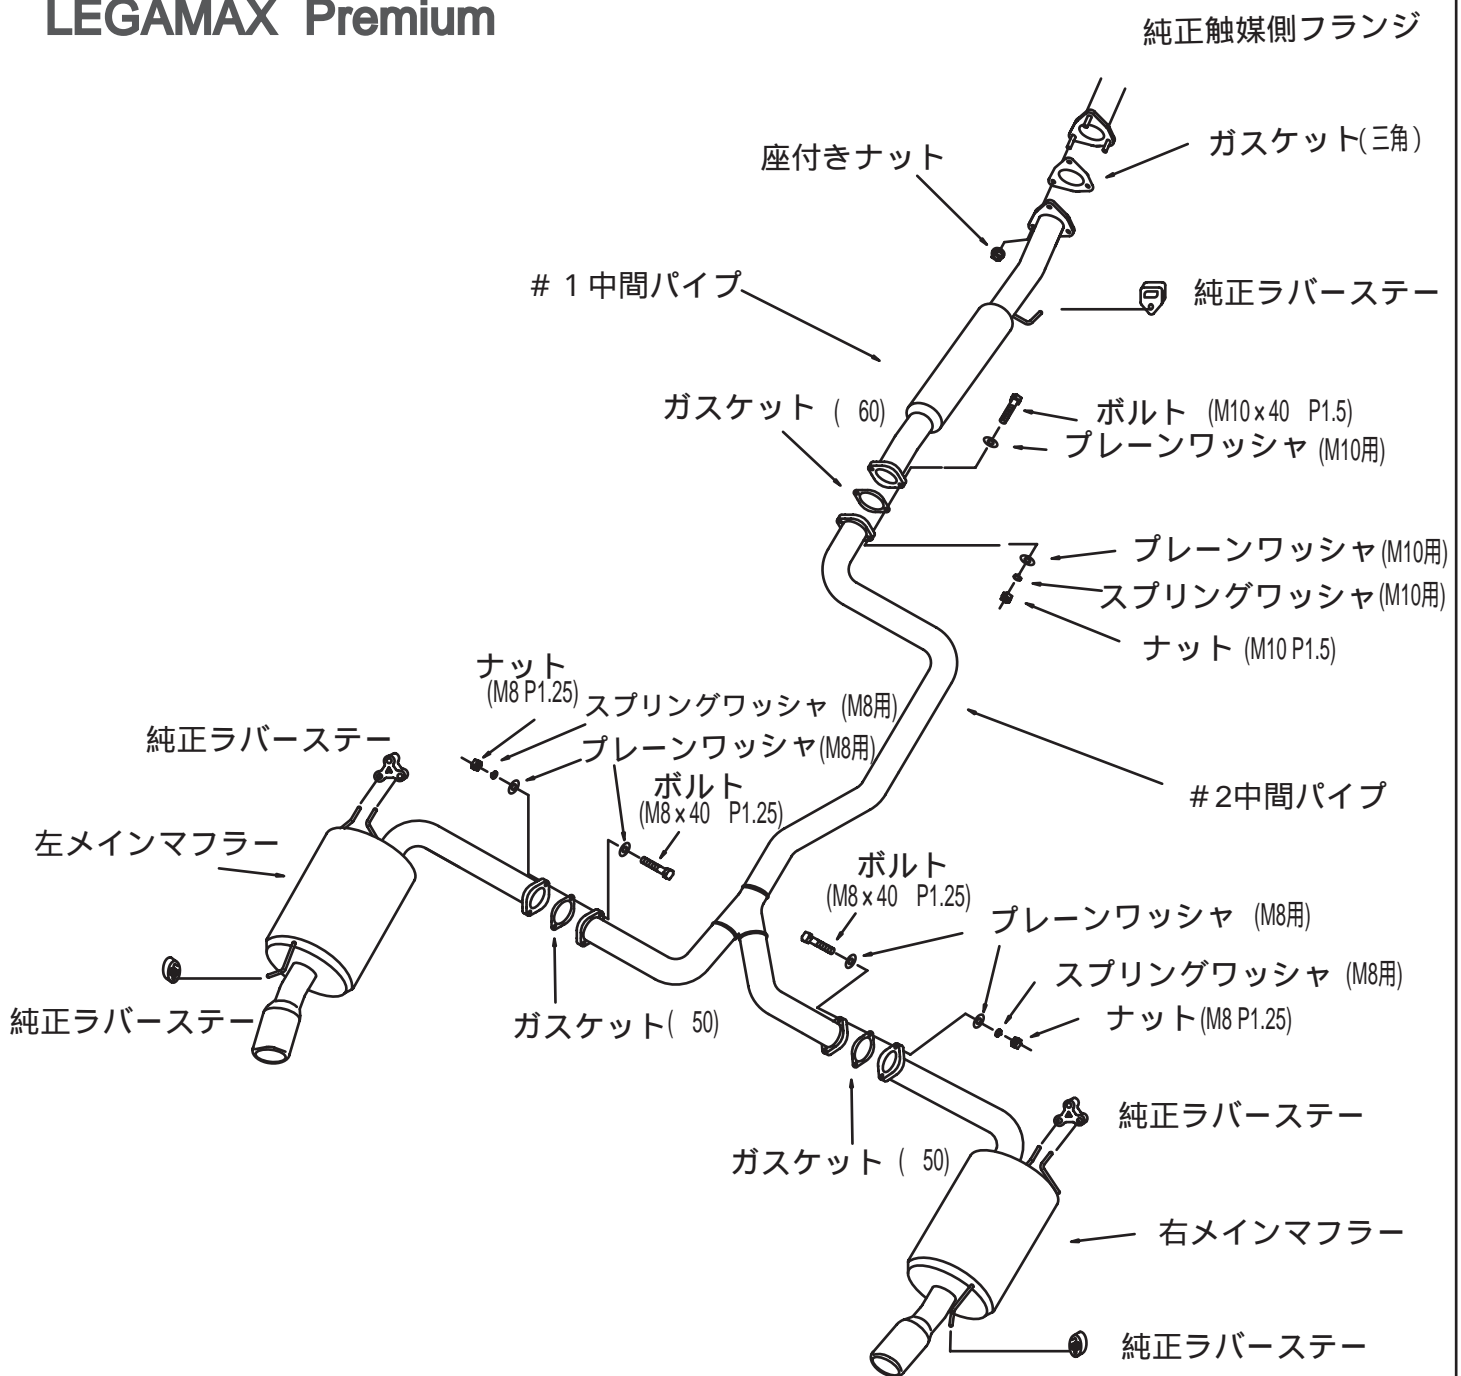 LEGAMAX Premium
純正触媒側フランジ
ガスケット(三角)
座付きナット
# 1中間パイプ
純正ラバーステー
ガスケット ( 60)
ボルト (M10×40 P1.5)
プレーンワッシャ (M10用)
プレーンワッシャ(M10用)
スプリングワッシャ(M10用)
ナット (M10 P1.5)
ナット
(M8 P1.25)
スプリングワッシャ (M8用)
プレーンワッシャ(M8用)
ボルト
(M8×40 P1.25)
純正ラバーステー
#2中間パイプ
左メインマフラー
ボルト
(M8×40 P1.25)
プレーンワッシャ (M8用)
スプリングワッシャ (M8用)
ナット(M8 P1.25)
純正ラバーステー
ガスケット( 50)
純正ラバーステー
ガスケット ( 50)
右メインマフラー
純正ラバーステー